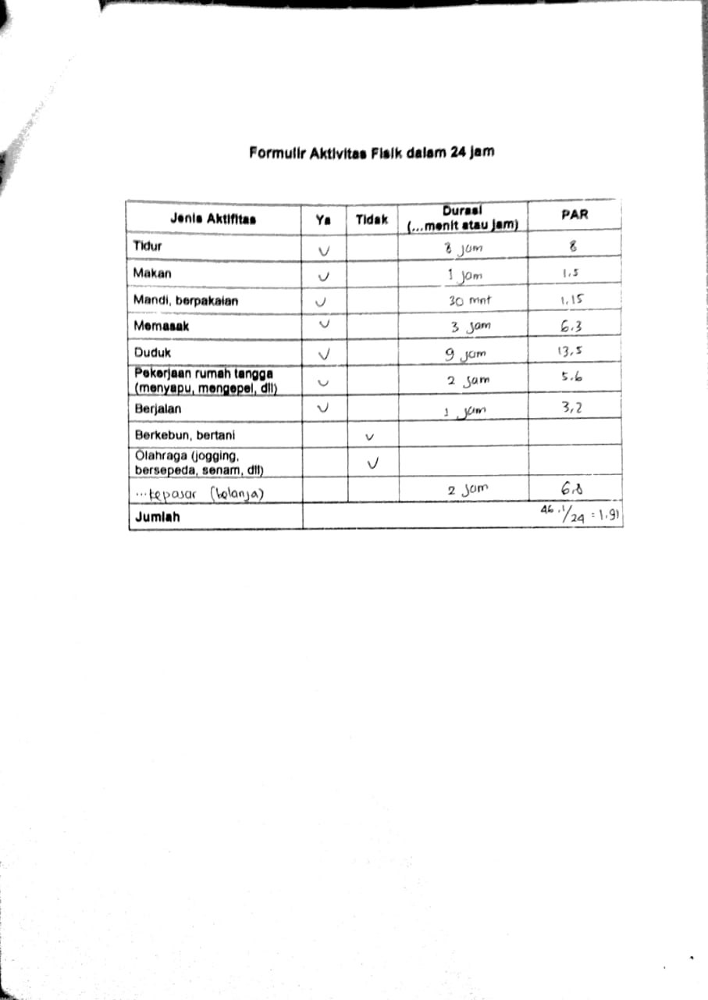 Formulir Aktivitas Fisik dalam 24 jam
Jenis Aktifitas Ya Tidak Durasi (...menit atau jam) PAR
Tidur √ 8 jam 8
Makan √ 1 jam 1.5
Mandi, berpakaian √ 30 mnt 1,15
Memasak √ 3 jam 6.3
Duduk √ 9 jam 13,5
Pekerjaan rumah tangga
(menyapu, mengepel, dll) √ 2 jam 5.6
Berjalan √ 1 jam 3,2
Berkebun, bertani √
Olahraga (jogging,
bersepeda, senam, dll) √
...kepasar (belanja) 2 jam 6.8
Jumlah 46.1/24 = 1.91